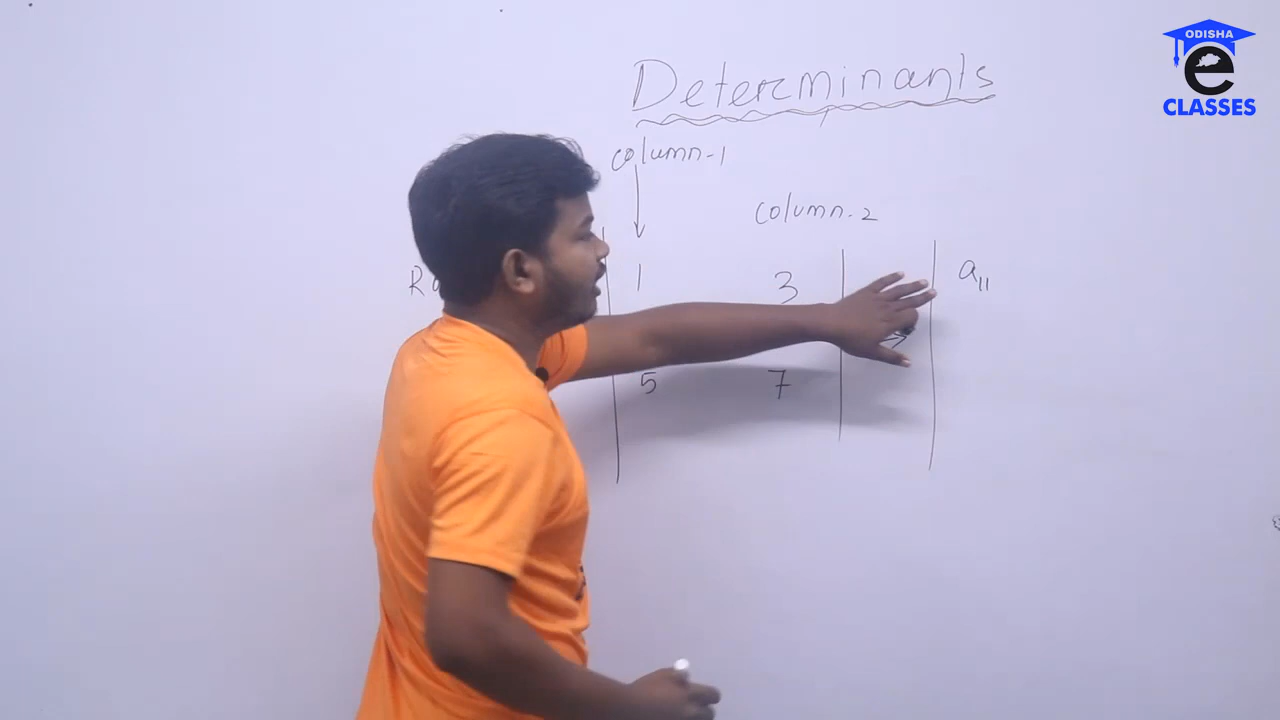 ODISHA
e
CLASSES
Determinants
column-1
column-2
1 3 a11
5 7